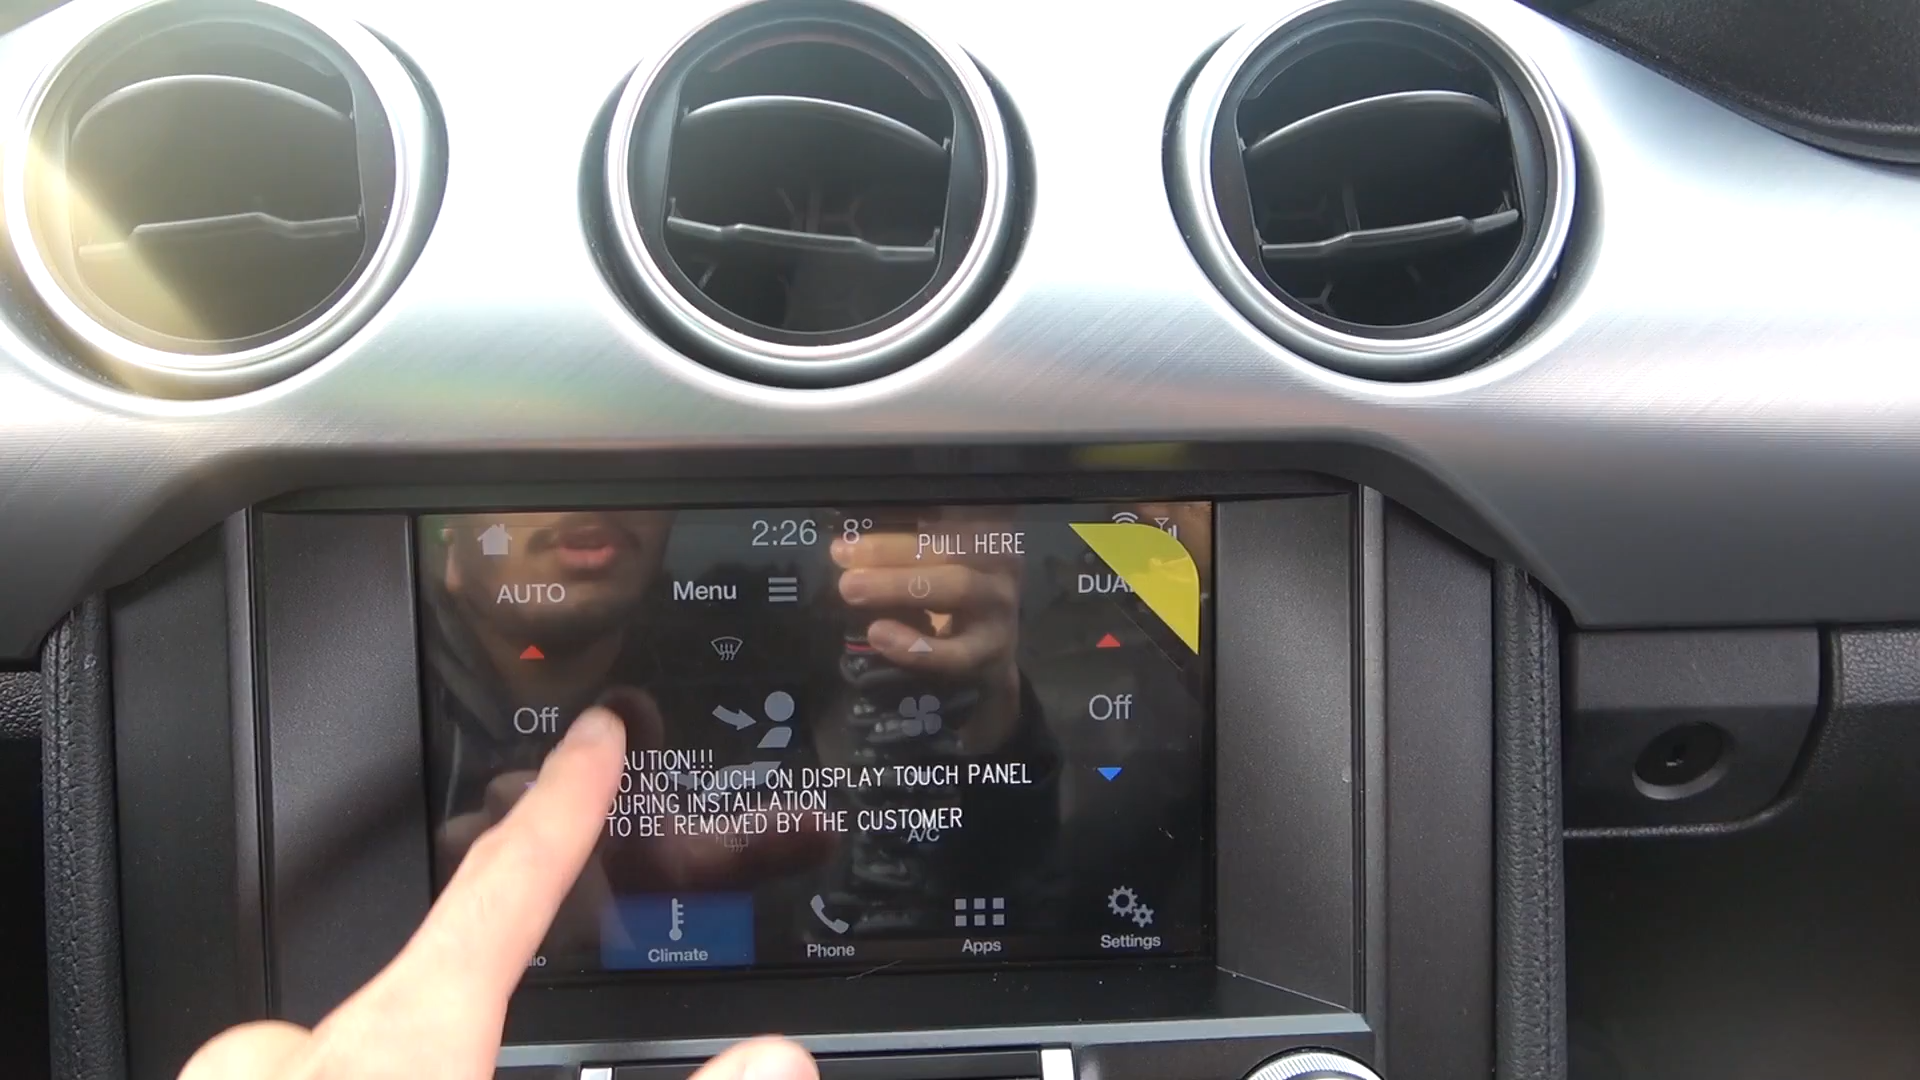 2:26 8°
PULL HERE
AUTO
Menu
DUA
Off
Off
AUTION!!!
O NOT TOUCH ON DISPLAY TOUCH PANEL
DURING INSTALLATION
TO BE REMOVED BY THE CUSTOMER
A/C
dio
Climate
Phone
Apps
Settings